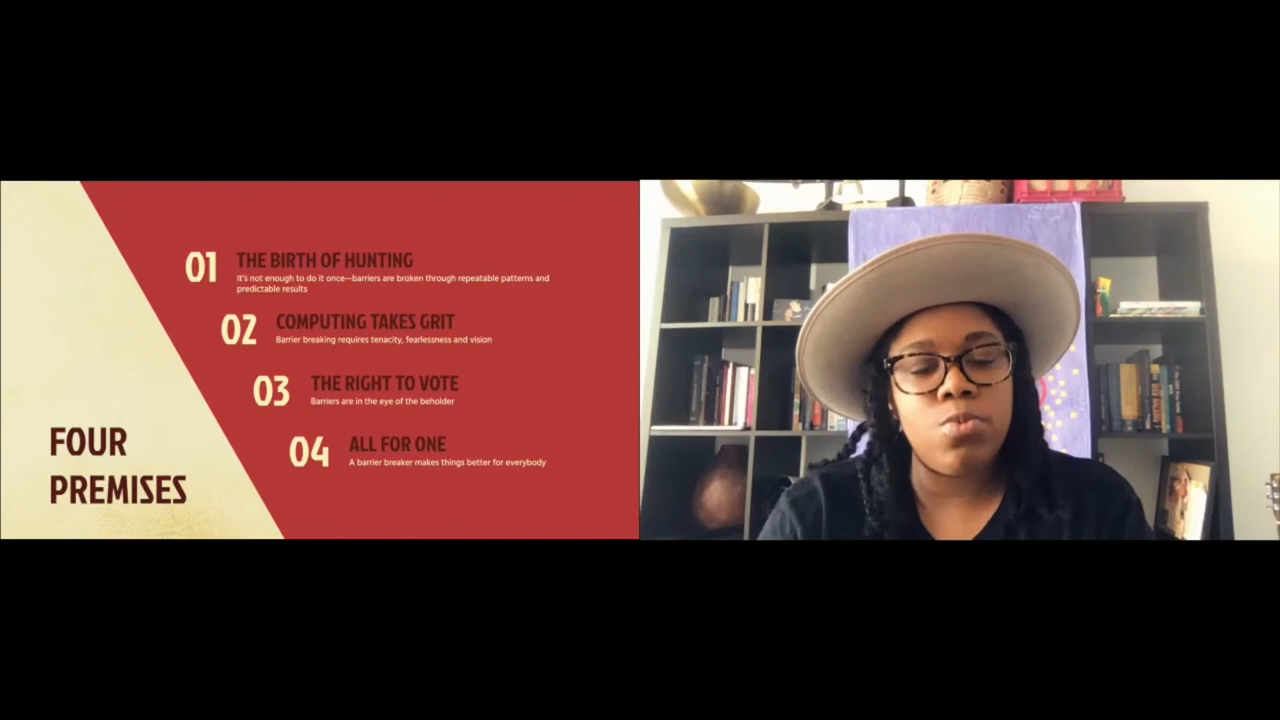 01
THE BIRTH OF HUNTING
It's not enough to do it once—barriers are broken through repeatable patterns and
predictable results
02
COMPUTING TAKES GRIT
Barrier breaking requires tenacity, fearlessness and vision
03
THE RIGHT TO VOTE
Barriers are in the eye of the beholder
04
ALL FOR ONE
A barrier breaker makes things better for everybody
FOUR
PREMISES